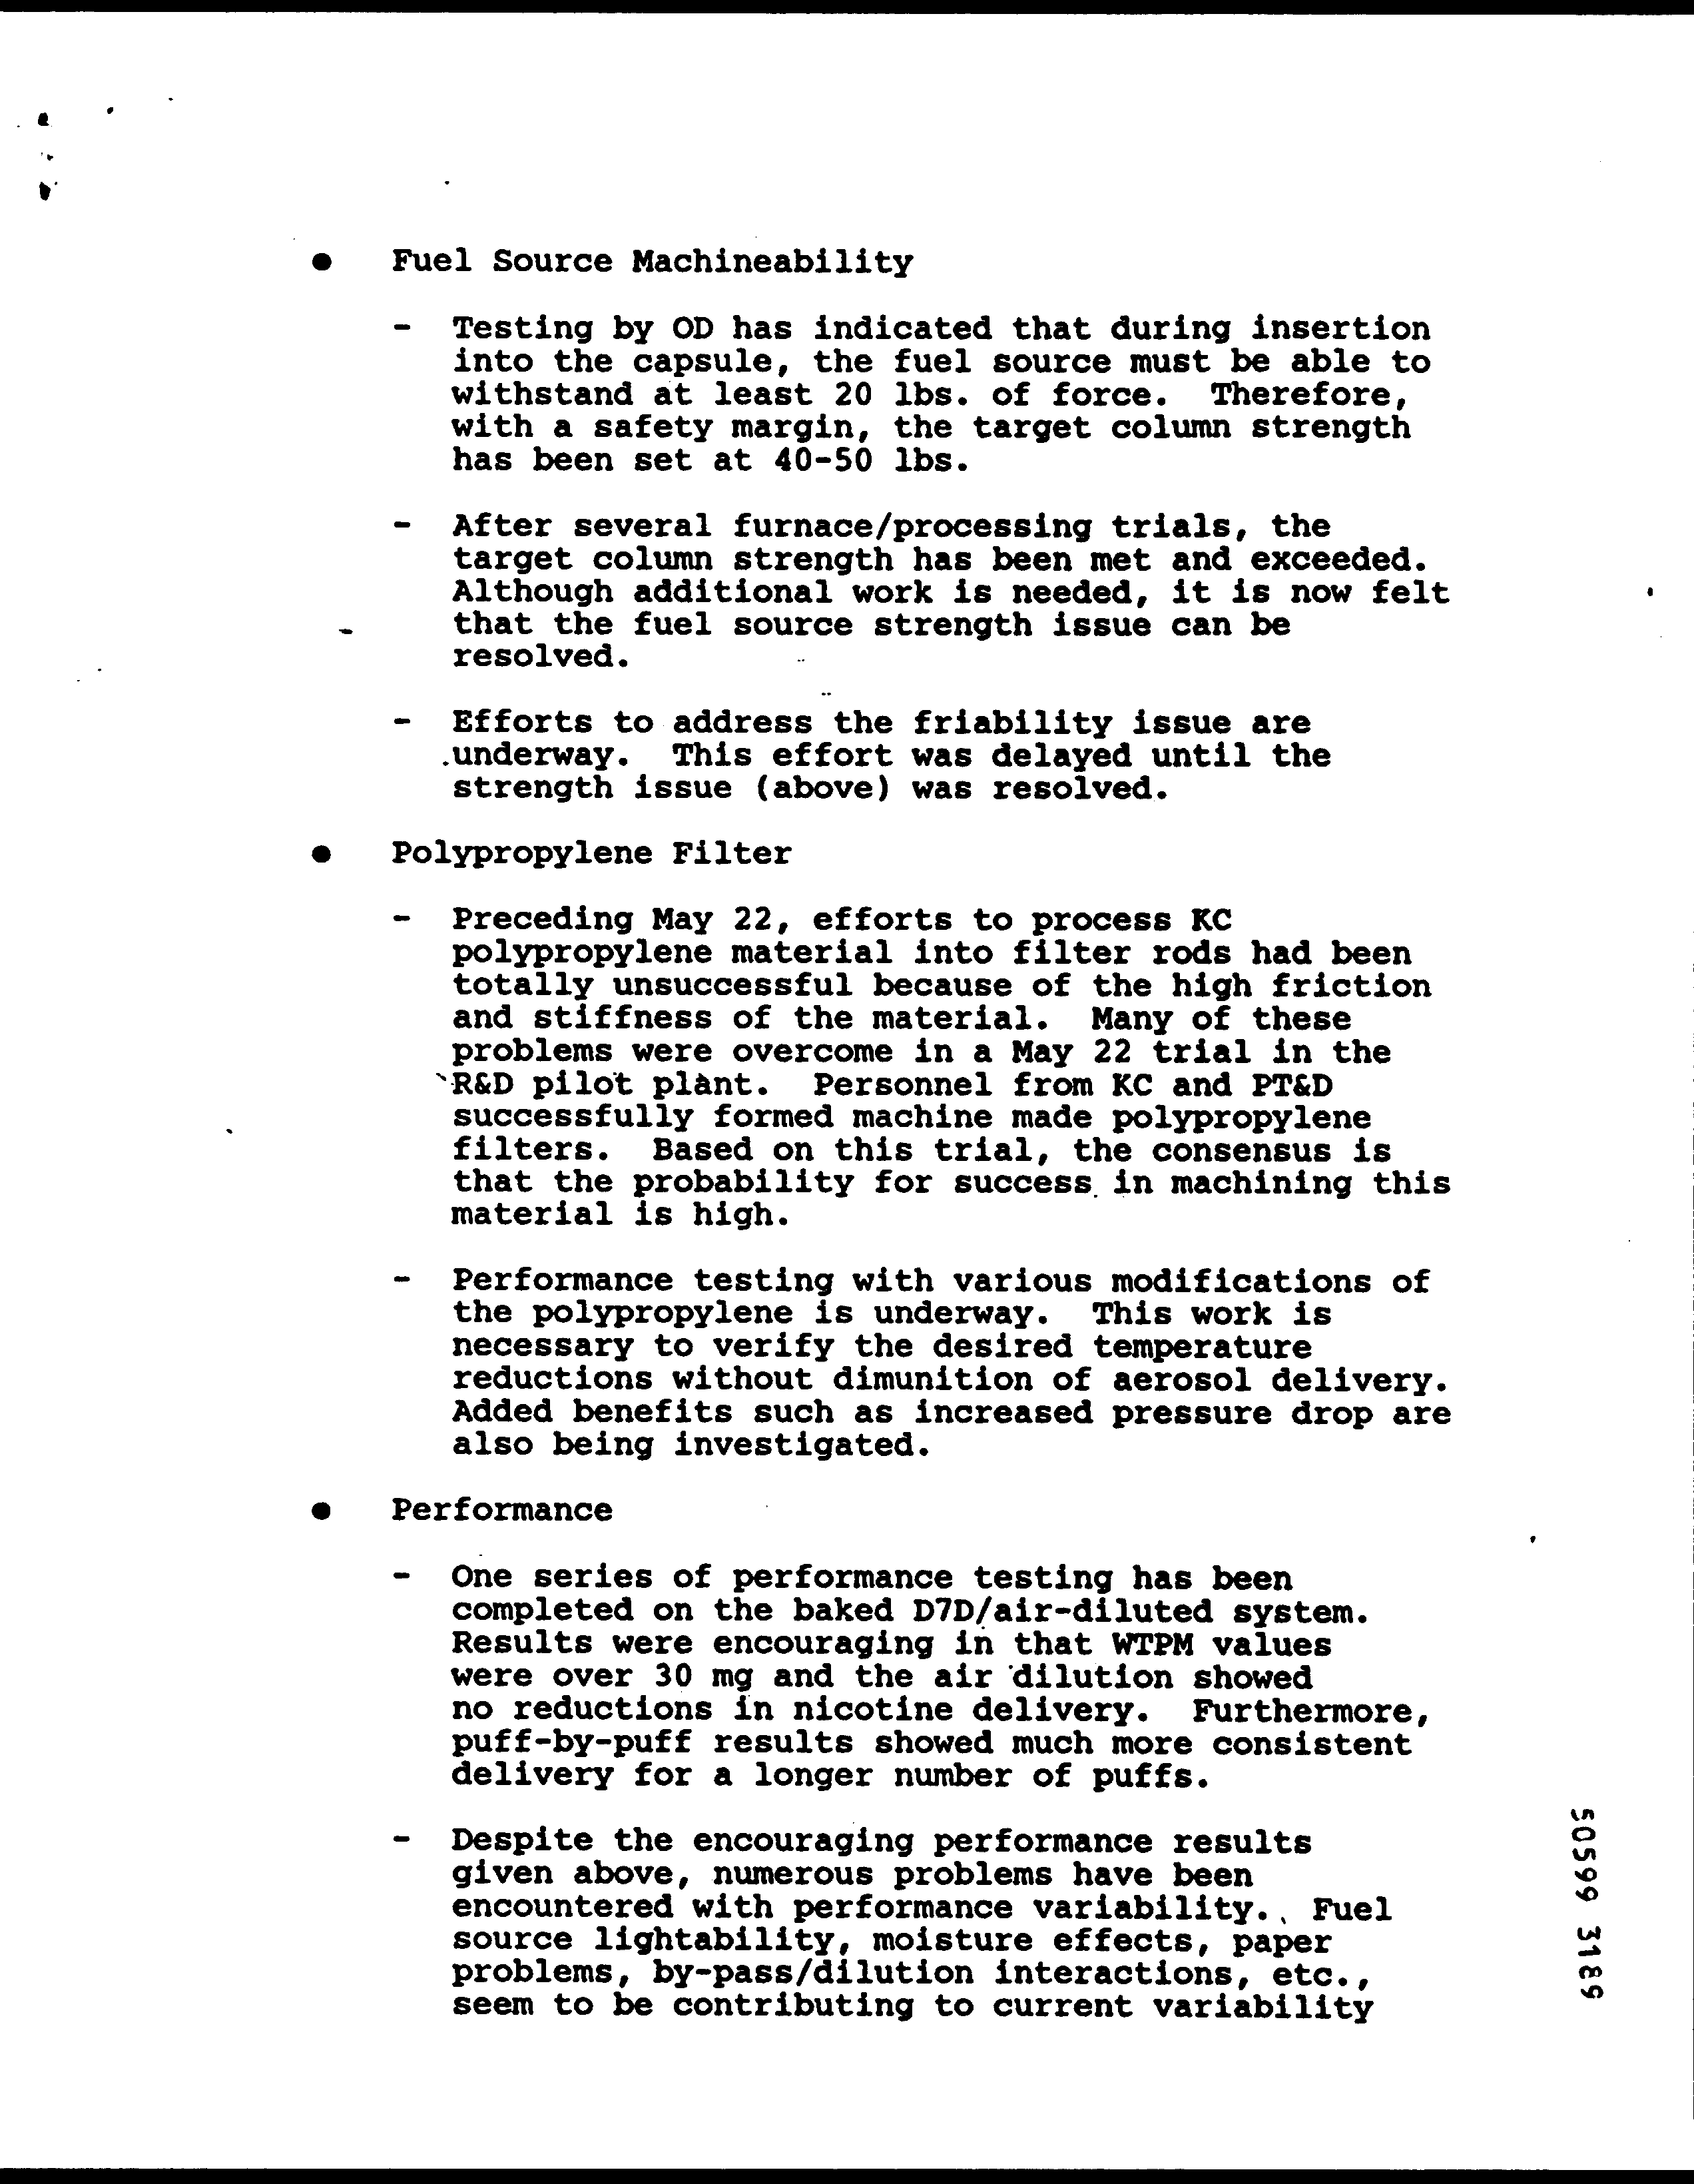 ● Fuel Source Machineability
- Testing by OD has indicated that during insertion
into the capsule, the fuel source must be able to
withstand at least 20 lbs. of force. Therefore,
with a safety margin, the target column strength
has been set at 40-50 lbs.
- After several furnace/processing trials, the
target column strength has been met and exceeded.
Although additional work is needed, it is now felt
that the fuel source strength issue can be
resolved.
- Efforts to address the friability issue are
underway. This effort was delayed until the
strength issue (above) was resolved.
● Polypropylene Filter
- Preceding May 22, efforts to process KC
polypropylene material into filter rods had been
totally unsuccessful because of the high friction
and stiffness of the material. Many of these
problems were overcome in a May 22 trial in the
R&D pilot plant. Personnel from KC and PT&D
successfully formed machine made polypropylene
filters. Based on this trial, the consensus is
that the probability for success in machining this
material is high.
- Performance testing with various modifications of
the polypropylene is underway. This work is
necessary to verify the desired temperature
reductions without dimunition of aerosol delivery.
Added benefits such as increased pressure drop are
also being investigated.
● Performance
- One series of performance testing has been
completed on the baked D7D/air-diluted system.
Results were encouraging in that WTPM values
were over 30 mg and the air dilution showed
no reductions in nicotine delivery. Furthermore,
puff-by-puff results showed much more consistent
delivery for a longer number of puffs.
- Despite the encouraging performance results
given above, numerous problems have been
encountered with performance variability. Fuel
source lightability, moisture effects, paper
problems, by-pass/dilution interactions, etc.,
seem to be contributing to current variability
50599 3189